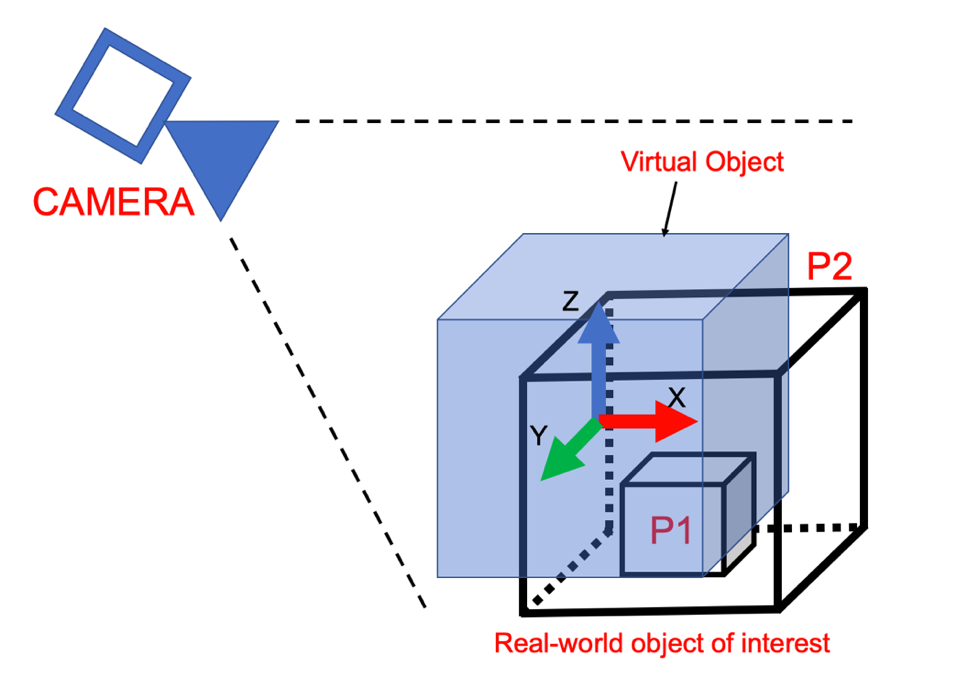 CAMERA
Virtual Object
P2
Z
X
Y
P1
Real-world object of interest